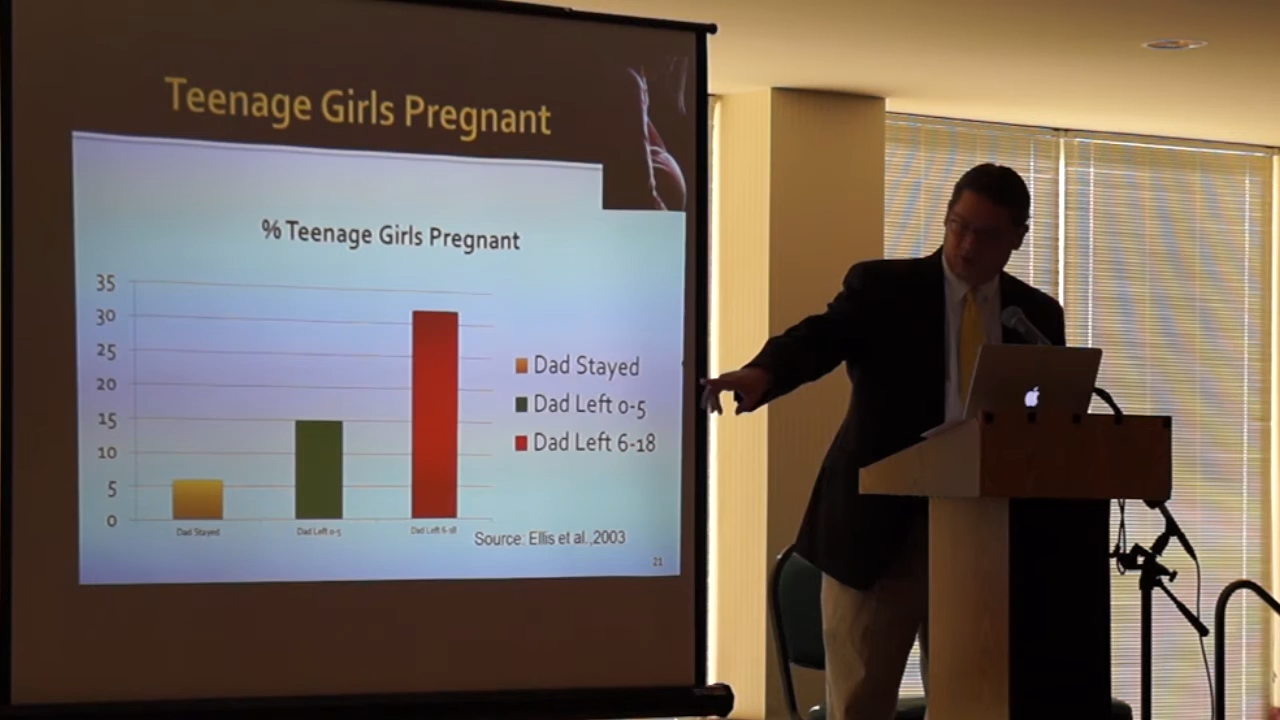 Teenage Girls Pregnant
% Teenage Girls Pregnant
35
30
25
20
15
10
5
0
Dad Stayed
Dad Left 0-5
Dad Left 6-18
Dad Stayed
Dad Left 0-5
Dad Left 6-18
Source: Ellis et al.,2003
21